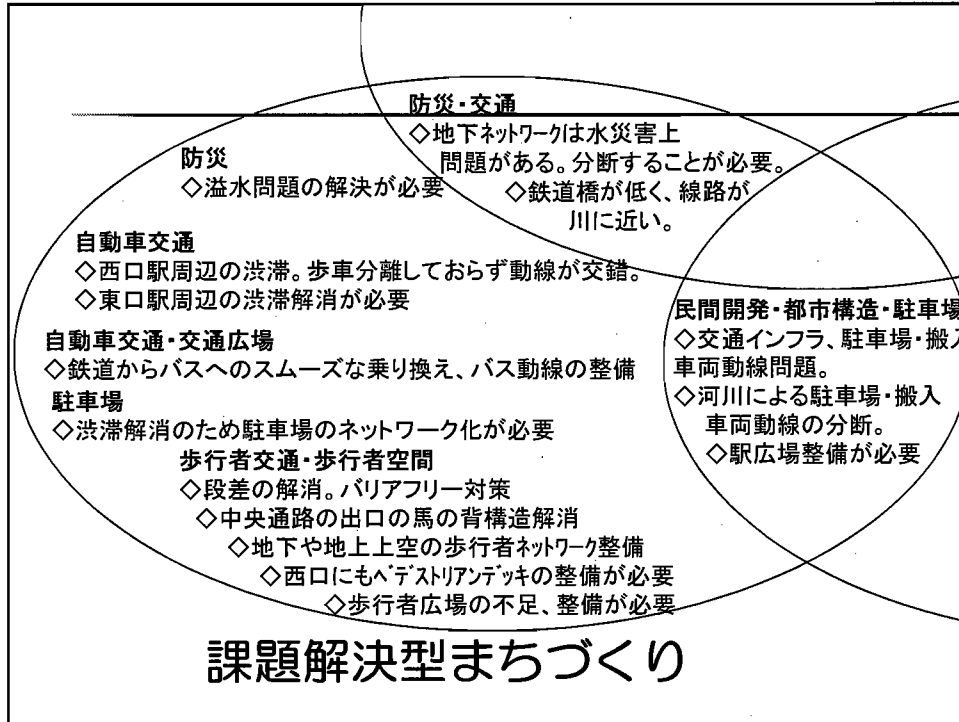 防災・交通
◇地下ネットワークは水災害上
問題がある。分断することが必要。
◇鉄道橋が低く、線路が
川に近い。
防災
◇溢水問題の解決が必要
自動車交通
◇西口駅周辺の渋滞。歩車分離しておらず動線が交錯。
◇東口駅周辺の渋滞解消が必要
自動車交通・交通広場
◇鉄道からバスへのスムーズな乗り換え、バス動線の整備
駐車場
◇渋滞解消のため駐車場のネットワーク化が必要
歩行者交通・歩行者空間
◇段差の解消。バリアフリー対策
◇中央通路の出口の馬の背構造解消
◇地下や地上上空の歩行者ネットワーク整備
◇西口にもペデストリアンデッキの整備が必要
◇歩行者広場の不足、整備が必要
民間開発・都市構造・駐車場
◇交通インフラ、駐車場・搬入
車両動線問題。
◇河川による駐車場・搬入
車両動線の分断。
◇駅広場整備が必要
課題解決型まちづくり